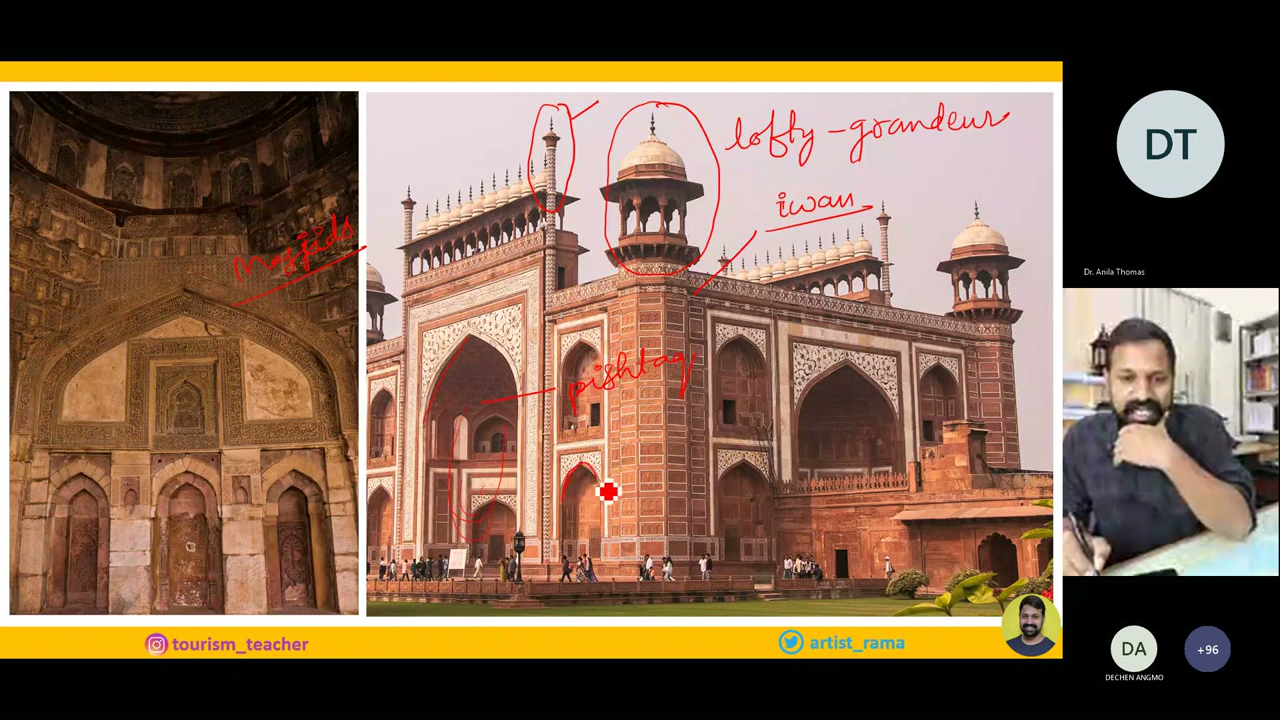 Masjids
lofty - grandeur
iwan
pishtaq
tourism_teacher
artist_rama
DT
Dr. Anila Thomas
DA
+96
DECHEN ANGMO